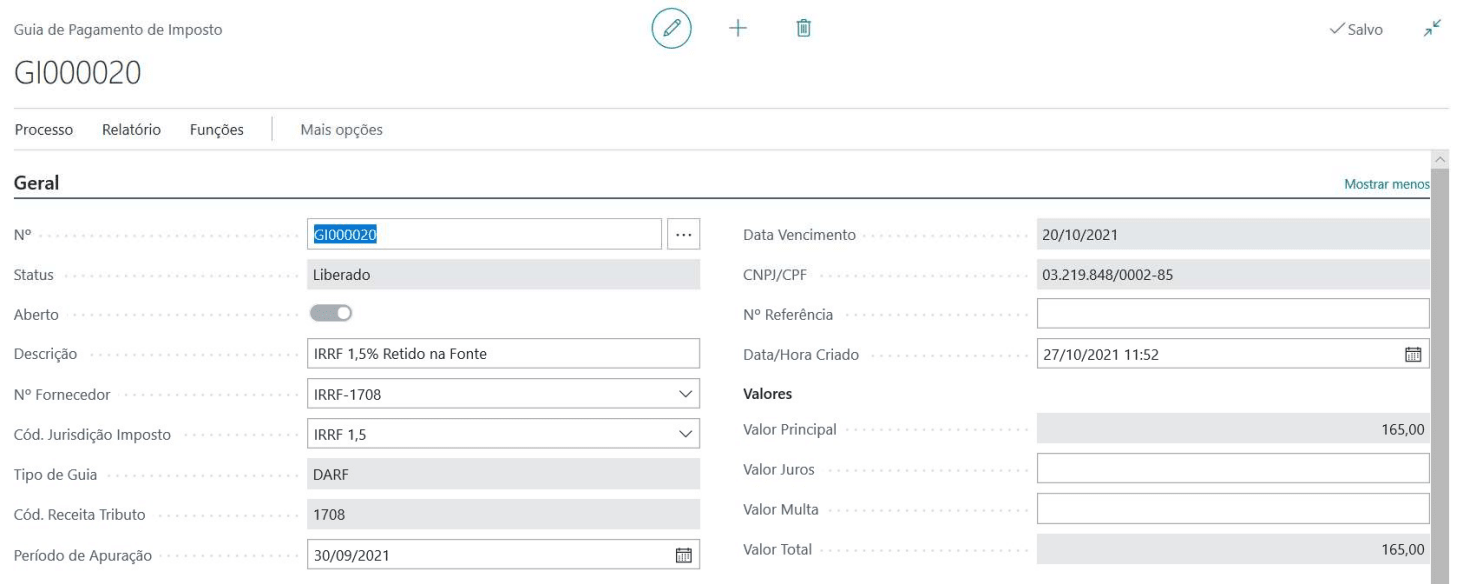 Guia de Pagamento de Imposto
Salvo
GI000020
Processo Relatório Funções Mais opções
Geral
Mostrar menos
Nº GI000020 ...
Status Liberado
Aberto
Descrição IRRF 1,5% Retido na Fonte
Nº Fornecedor IRRF-1708
Cód. Jurisdição Imposto IRRF 1,5
Tipo de Guia DARF
Cód. Receita Tributo 1708
Período de Apuração 30/09/2021
Data Vencimento 20/10/2021
CNPJ/CPF 03.219.848/0002-85
Nº Referência
Data/Hora Criado 27/10/2021 11:52
Valores
Valor Principal 165,00
Valor Juros
Valor Multa
Valor Total 165,00